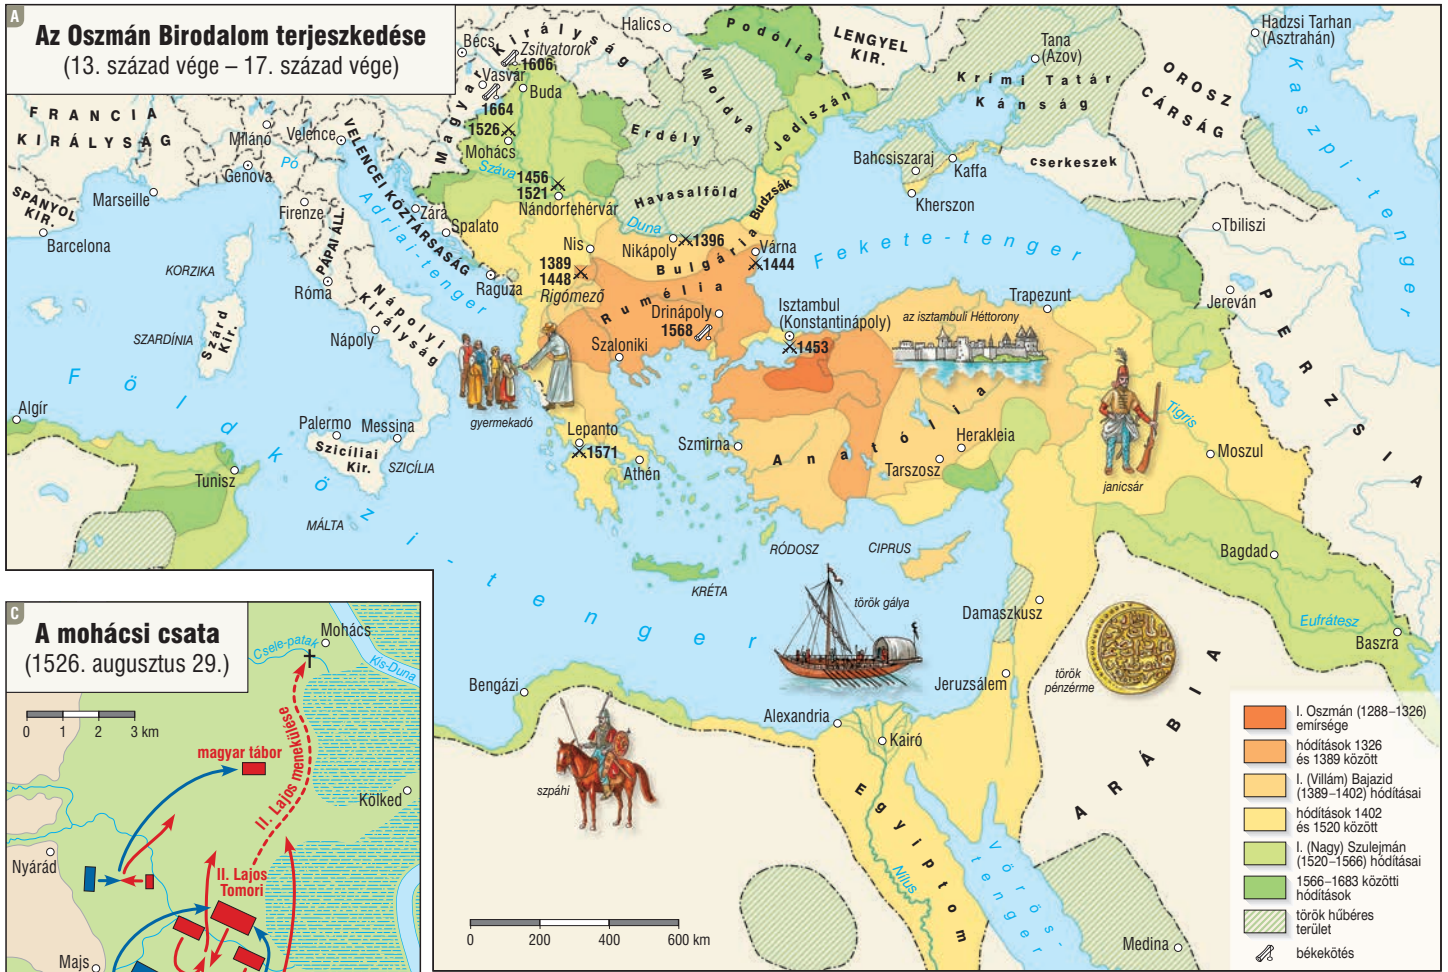 A
Az Oszmán Birodalom terjeszkedése
(13. század vége – 17. század vége)
FRANCIA
KIRÁLYSÁG
SPANYOL
KIR.
Barcelona
Marseille
Milánó
Genova
Velence
Pó
Firenze
PÁPAI ÁLL.
Róma
KORZIKA
SZARDÍNIA
Szárd
Kir.
Nápolyi
Királyság
Nápoly
Palermo
Messina
Szicíliai
Kir.
SZICÍLIA
MÁLTA
Algír
Tunisz
VELENCEI KÖZTÁRSASÁG
Adriai-tenger
Zára
Spalato
Raguza
Magyar Királyság
Bécs
Zsitvatorok
1606
Vasvár
1664
Buda
1526
Mohács
Száva
1456
1521
Nándorfehérvár
Halics
Podólia
LENGYEL
KIR.
Moldva
Erdély
Havasalföld
Jediszán
Budzsák
Duna
Nikápoly
1396
Bulgária
Várna
1444
Nis
1389
1448
Rigómező
Rumélia
Drinápoly
1568
Szaloniki
Isztambul
(Konstantinápoly)
1453
gyermekadó
Lepanto
1571
Athén
Szmirna
Anatólia
Herakleia
Tarszosz
Trapezunt
az isztambuli Héttorony
Fekete-tenger
Krími Tatár
Kánság
Tana
(Azov)
Bahcsiszaraj
Kaffa
Kherszon
OROSZ
CÁRSÁG
cserkeszek
Hadzsi Tarhan
(Asztrahán)
Kaszpi-tenger
Tbiliszi
Jereván
PERZSIA
janicsár
Tigris
Moszul
Bagdad
Eufrátesz
Baszra
Földközi-tenger
KRÉTA
RÓDOSZ
CIPRUS
török gálya
Damaszkusz
Jeruzsálem
török
pénzérme
ARÁBIA
Bengázi
szpáhi
Alexandria
Kairó
Egyiptom
Nílus
Vörös-
tenger
Medina
0 200 400 600 km
I. Oszmán (1288–1326)
emírsége
hódítások 1326
és 1389 között
I. (Villám) Bajazid
(1389–1402) hódításai
hódítások 1402
és 1520 között
I. (Nagy) Szulejmán
(1520–1566) hódításai
1566–1683 közötti
hódítások
török hűbéres
terület
békekötés
C
A mohácsi csata
(1526. augusztus 29.)
0 1 2 3 km
Csele-patak
Mohács
Kis-Duna
magyar tábor
II. Lajos menekülése
Kölked
Nyárád
II. Lajos
Tomori
Majs